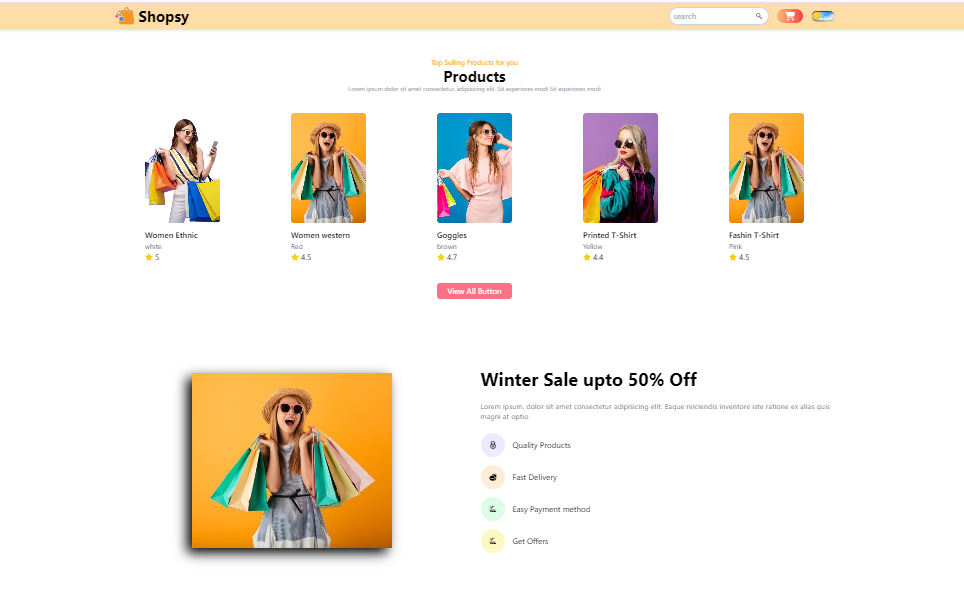 Shopsy
search
Top Selling Products for you
Products
Lorem ipsum dolor sit amet consectetur, adipisicing elit. Sit asperiores modi Sit asperiores modi
Women Ethnic
white
5
Women western
Red
4.5
Goggles
brown
4.7
Printed T-Shirt
Yellow
4.4
Fashin T-Shirt
Pink
4.5
View All Button
Winter Sale upto 50% Off
Lorem ipsum, dolor sit amet consectetur adipisicing elit. Eaque reiciendis inventore iste ratione ex alias quis
magni at optio
Quality Products
Fast Delivery
Easy Payment method
Get Offers